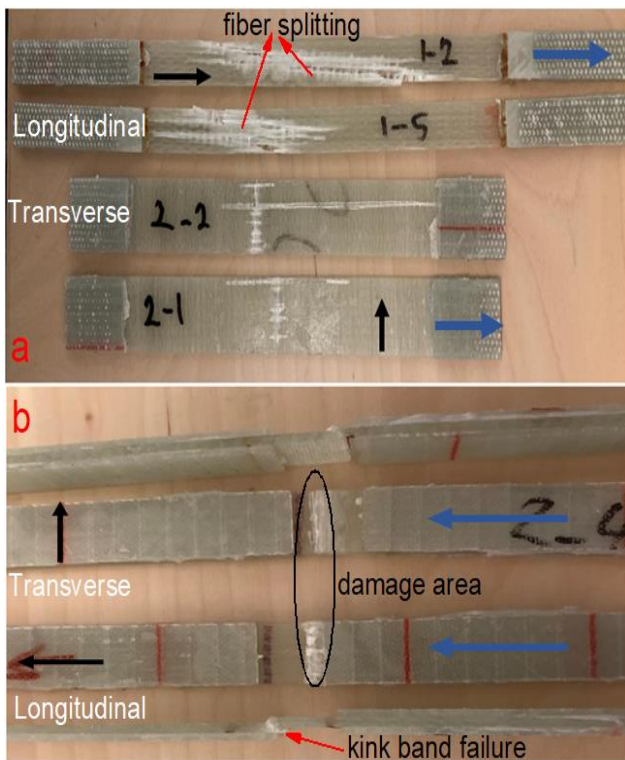 fiber splitting
1-2
Longitudinal
1-5
Transverse
2-2
2-1
a
b
2-
Transverse
damage area
Longitudinal
kink band failure